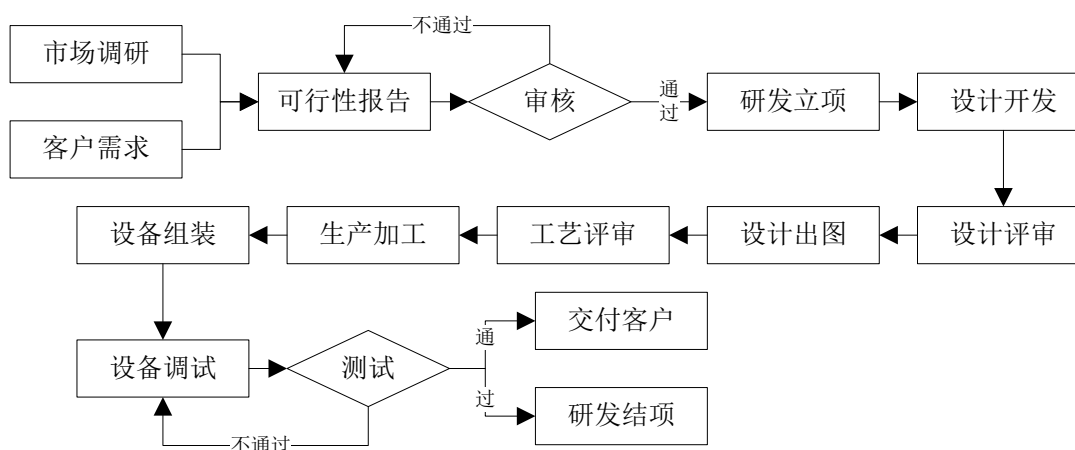 市场调研
客户需求
不通过
可行性报告
审核
通过
研发立项
设计开发
设备组装
生产加工
工艺评审
设计出图
设计评审
设备调试
测试
通过
交付客户
研发结项
不通过